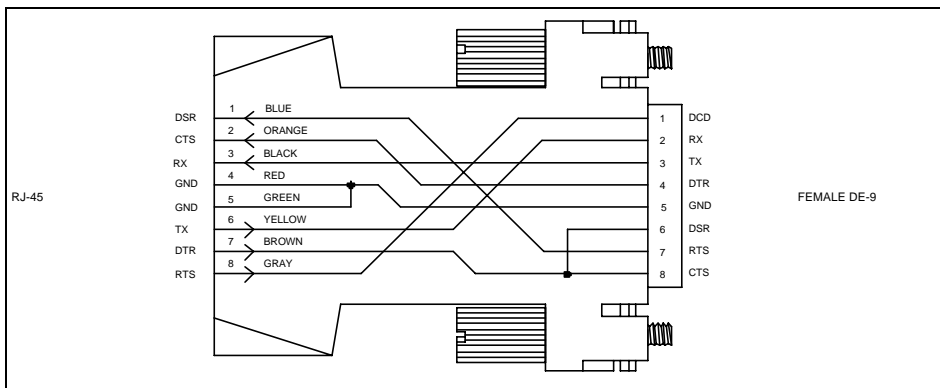 1 BLUE 1 DCD
DSR
2 ORANGE 2 RX
CTS
3 BLACK 3 TX
RX
4 RED 4 DTR
GND
RJ-45 5 GREEN 5 GND FEMALE DE-9
GND
6 YELLOW 6 DSR
TX
7 BROWN 7 RTS
DTR
8 GRAY 8 CTS
RTS